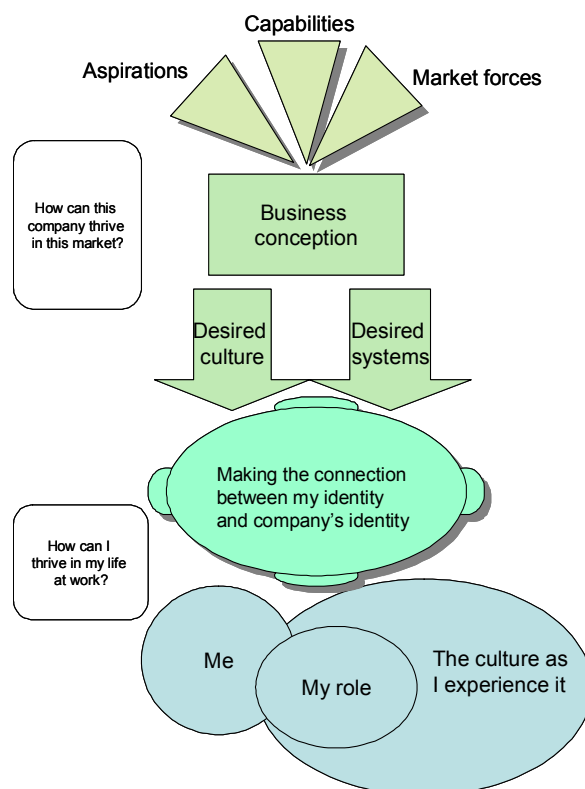 Capabilities
Aspirations
Market forces
How can this
company thrive
in this market?
Business
conception
Desired
culture
Desired
systems
Making the connection
between my identity
and company's identity
How can I
thrive in my life
at work?
Me
My role
The culture as
I experience it